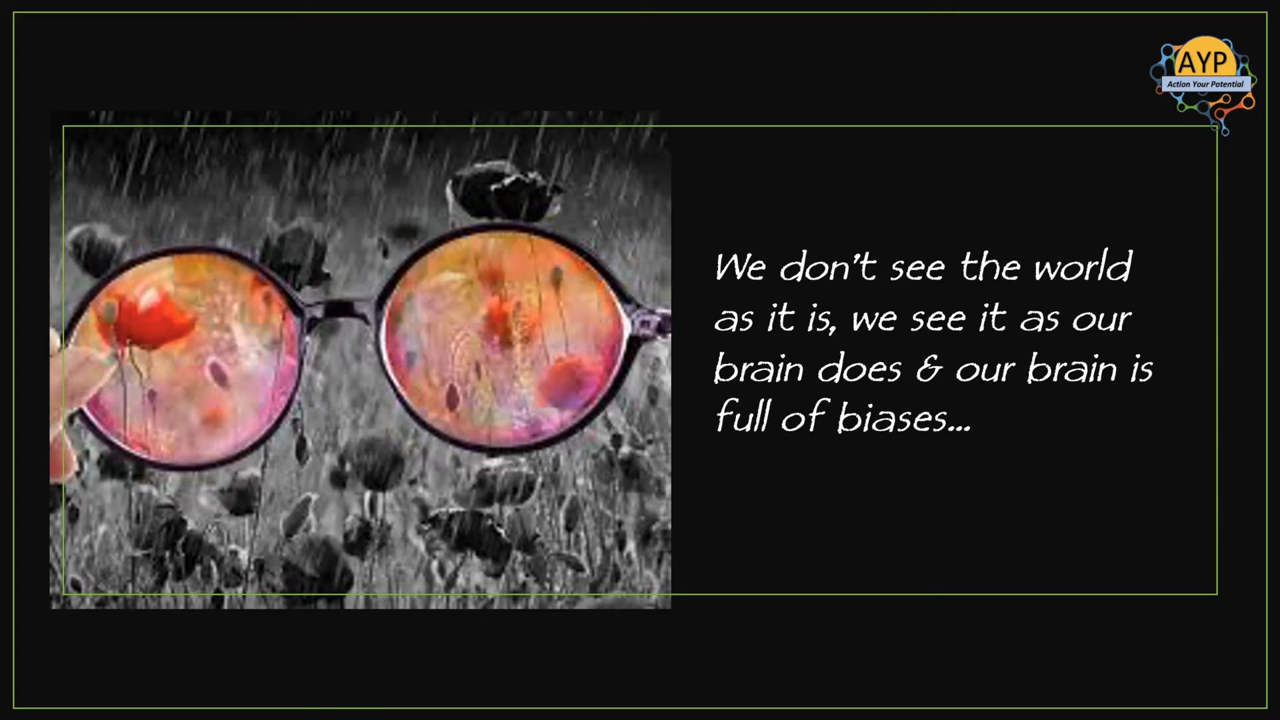 AYP
Action Your Potential
We don't see the world
as it is, we see it as our
brain does & our brain is
full of biases...